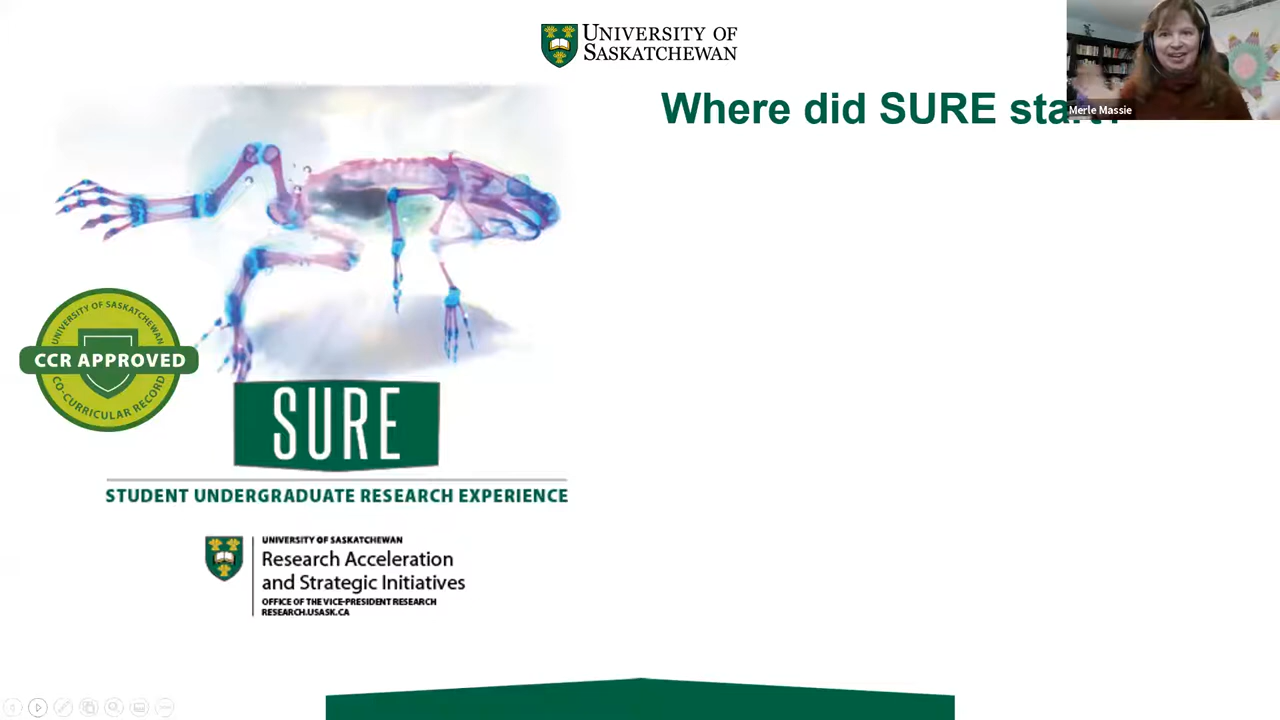 UNIVERSITY OF
SASKATCHEWAN
Where did SURE start?
Merle Massie
UNIVERSITY OF SASKATCHEWAN
CCR APPROVED
CO-CURRICULAR RECORD
SURE
STUDENT UNDERGRADUATE RESEARCH EXPERIENCE
UNIVERSITY OF SASKATCHEWAN
Research Acceleration
and Strategic Initiatives
OFFICE OF THE VICE-PRESIDENT RESEARCH
RESEARCH.USASK.CA